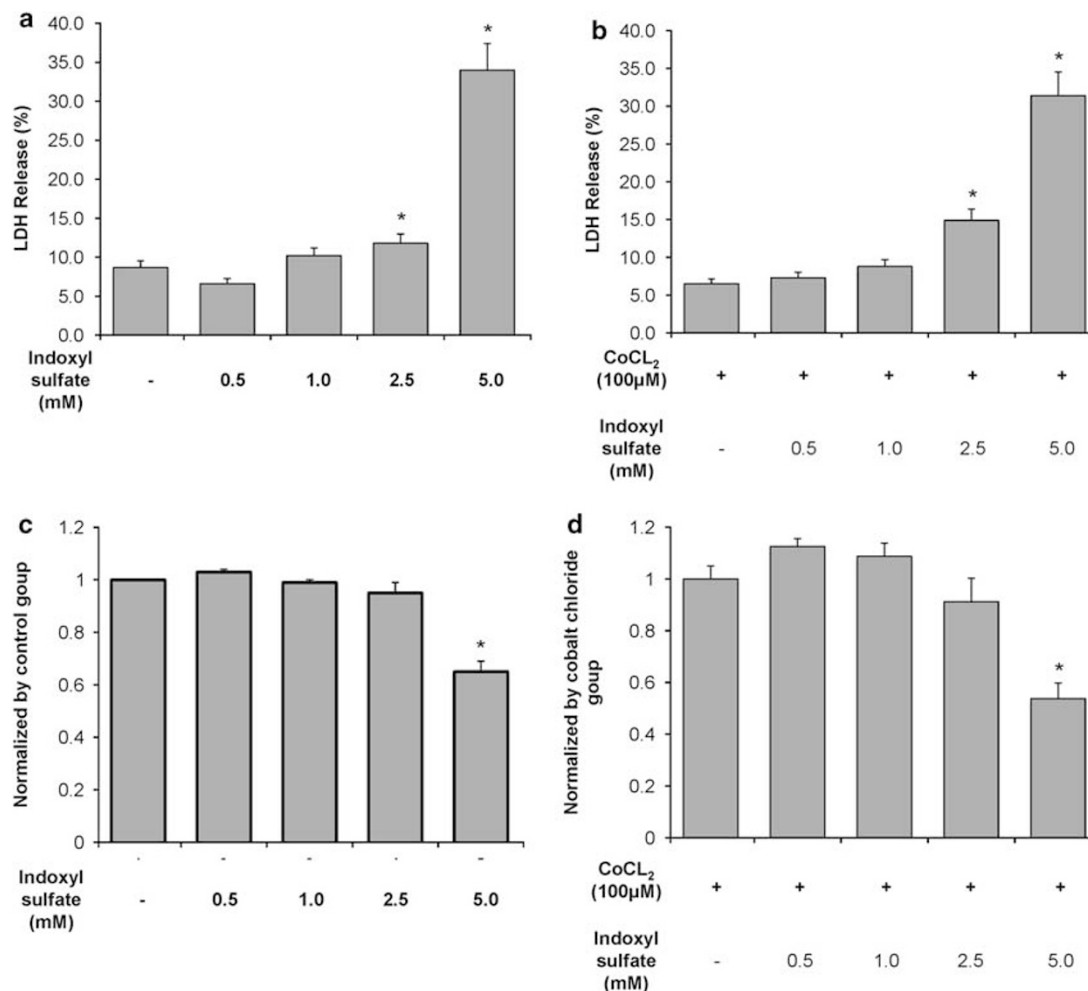 a
40.0
35.0
30.0
25.0
20.0
15.0
10.0
5.0
0.0
LDH Release (%)
*
*
Indoxyl
sulfate
(mM)
- 0.5 1.0 2.5 5.0
b
40.0
35.0
30.0
25.0
20.0
15.0
10.0
5.0
0.0
LDH Release (%)
*
*
CoCL₂
(100µM)
+ + + + +
Indoxyl
sulfate
(mM)
- 0.5 1.0 2.5 5.0
c
1.2
1
0.8
0.6
0.4
0.2
0
Normalized by control goup
*
Indoxyl
sulfate
(mM)
- 0.5 1.0 2.5 5.0
d
1.2
1
0.8
0.6
0.4
0.2
0
Normalized by cobalt chloride
goup
*
CoCL₂
(100µM)
+ + + + +
Indoxyl
sulfate
(mM)
- 0.5 1.0 2.5 5.0